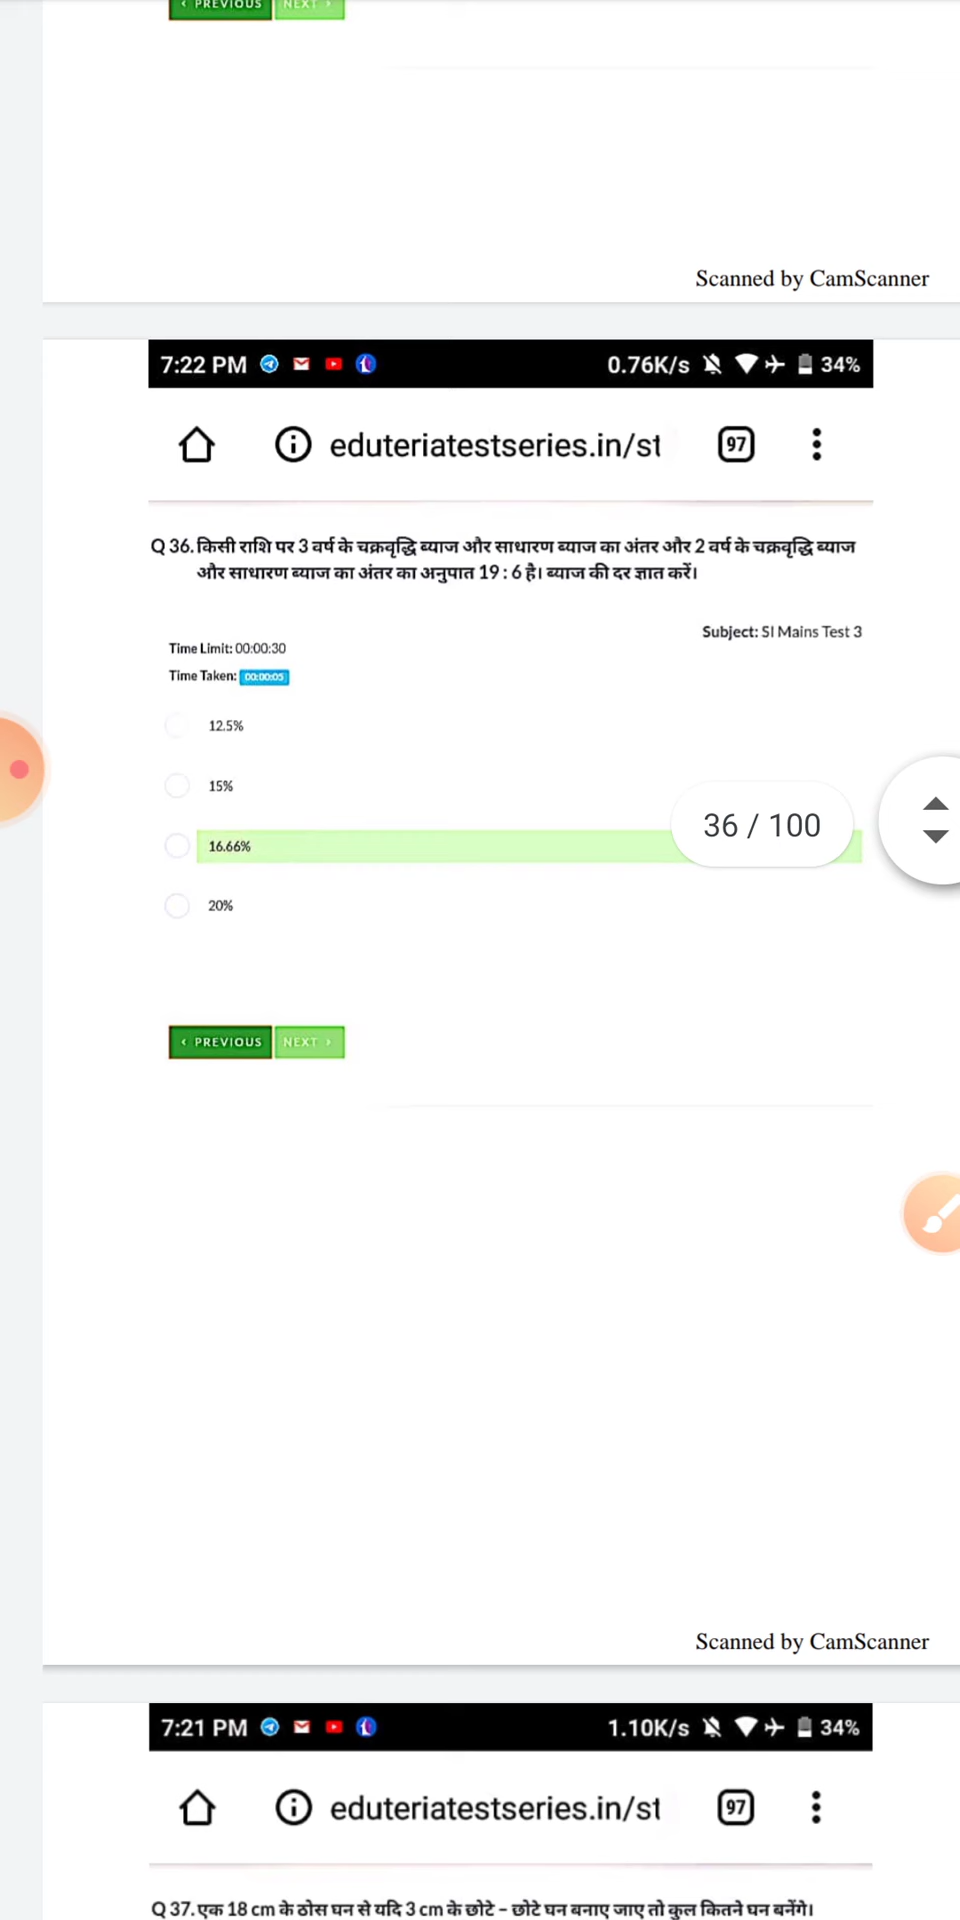 ‹ PREVIOUS NEXT ›
Scanned by CamScanner
7:22 PM 0.76K/s 34%
eduteriatestseries.in/st 97
Q 36. किसी राशि पर 3 वर्ष के चक्रवृद्धि ब्याज और साधारण ब्याज का अंतर और 2 वर्ष के चक्रवृद्धि ब्याज
और साधारण ब्याज का अंतर का अनुपात 19 : 6 है। ब्याज की दर ज्ञात करें।
Subject: SI Mains Test 3
Time Limit: 00:00:30
Time Taken: 00:00:05
12.5%
15%
36 / 100
16.66%
20%
‹ PREVIOUS NEXT ›
Scanned by CamScanner
7:21 PM 1.10K/s 34%
eduteriatestseries.in/st 97
Q 37. एक 18 cm के ठोस घन से यदि 3 cm के छोटे – छोटे घन बनाए जाए तो कुल कितने घन बनेंगे।